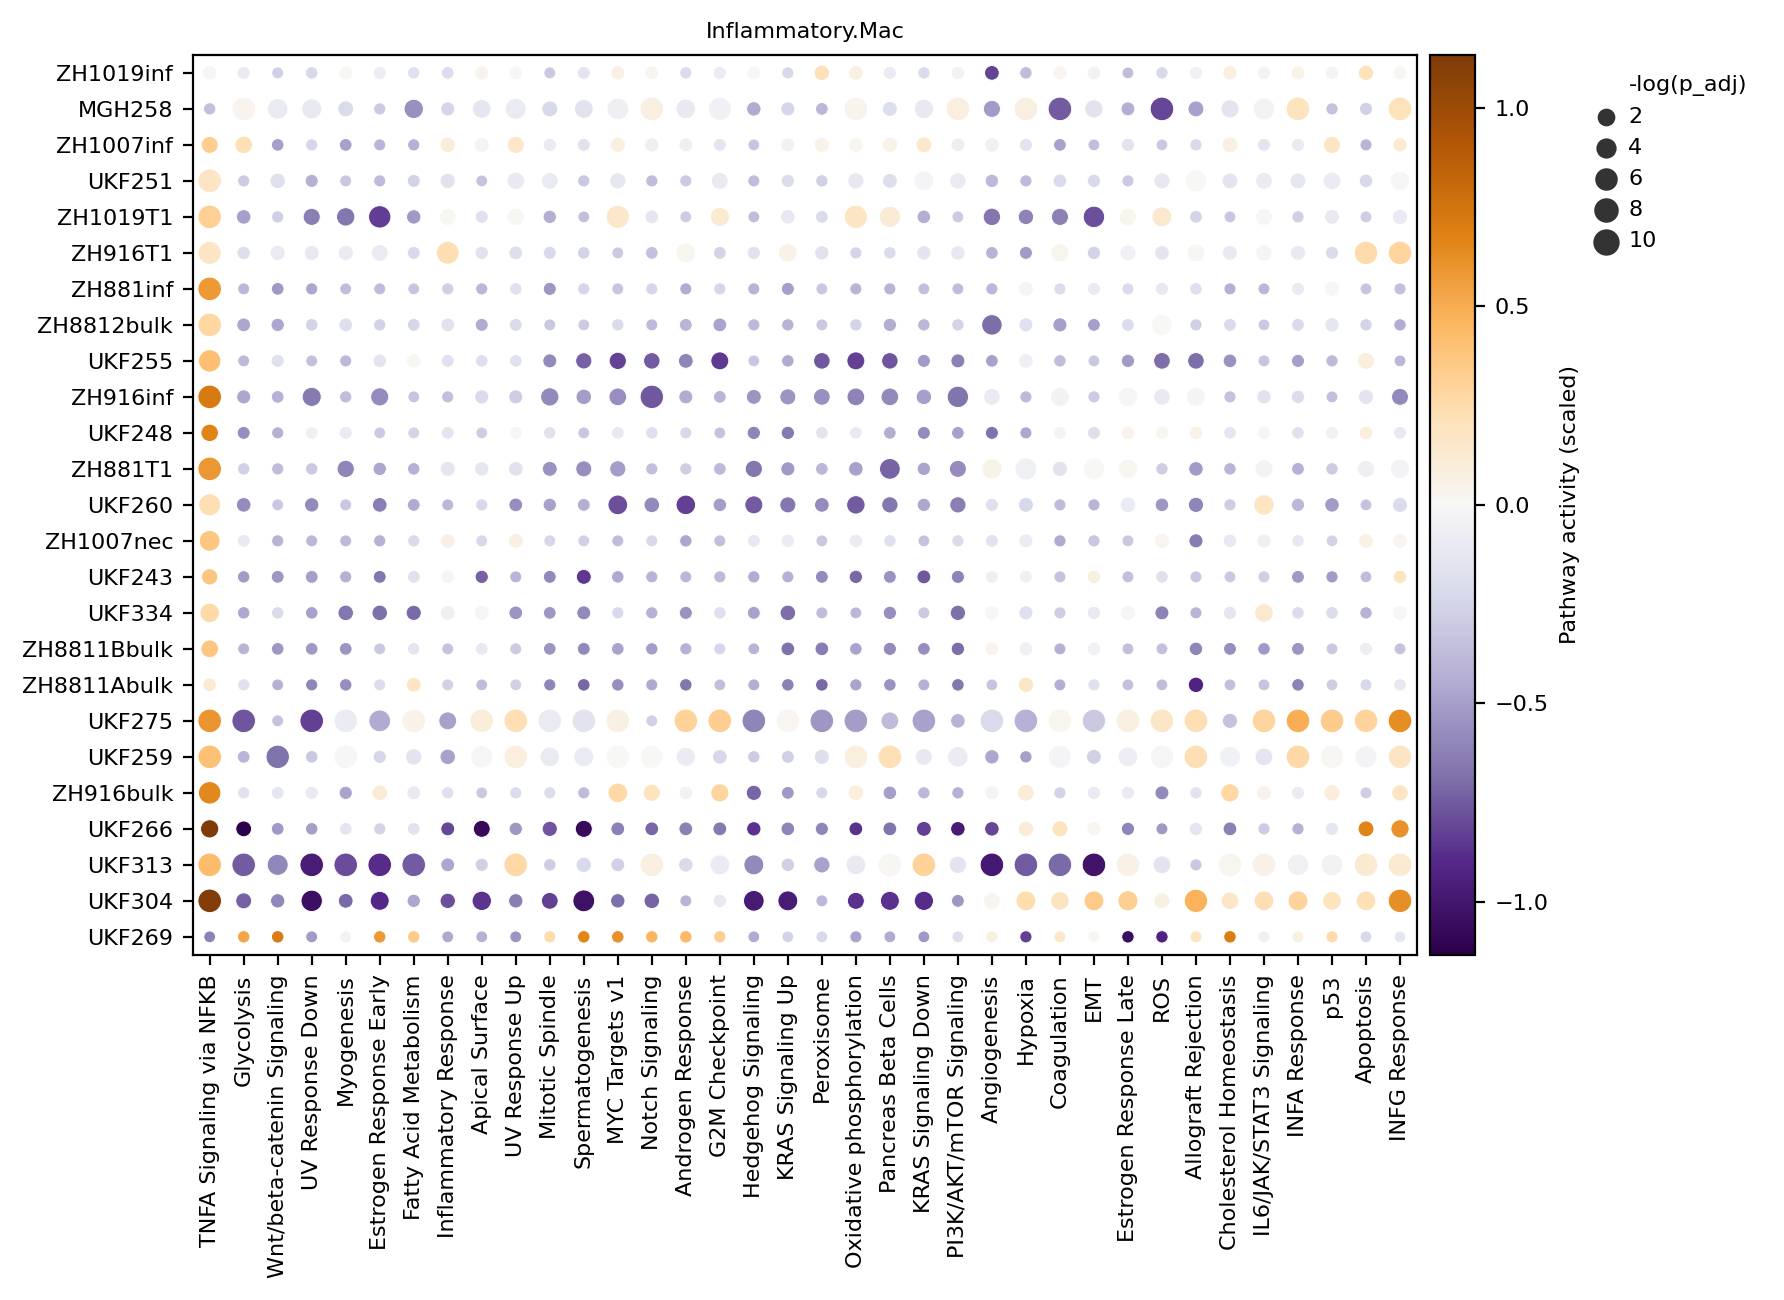 Inflammatory.Mac
ZH1019inf
MGH258
ZH1007inf
UKF251
ZH1019T1
ZH916T1
ZH881inf
ZH8812bulk
UKF255
ZH916inf
UKF248
ZH881T1
UKF260
ZH1007nec
UKF243
UKF334
ZH8811Bbulk
ZH8811Abulk
UKF275
UKF259
ZH916bulk
UKF266
UKF313
UKF304
UKF269
TNFA Signaling via NFKB
Glycolysis
Wnt/beta-catenin Signaling
UV Response Down
Myogenesis
Estrogen Response Early
Fatty Acid Metabolism
Inflammatory Response
Apical Surface
UV Response Up
Mitotic Spindle
Spermatogenesis
MYC Targets v1
Notch Signaling
Androgen Response
G2M Checkpoint
Hedgehog Signaling
KRAS Signaling Up
Peroxisome
Oxidative phosphorylation
Pancreas Beta Cells
KRAS Signaling Down
PI3K/AKT/mTOR Signaling
Angiogenesis
Hypoxia
Coagulation
EMT
Estrogen Response Late
ROS
Allograft Rejection
Cholesterol Homeostasis
IL6/JAK/STAT3 Signaling
INFA Response
p53
Apoptosis
INFG Response
1.0
0.5
0.0
−0.5
−1.0
Pathway activity (scaled)
-log(p_adj)
2
4
6
8
10